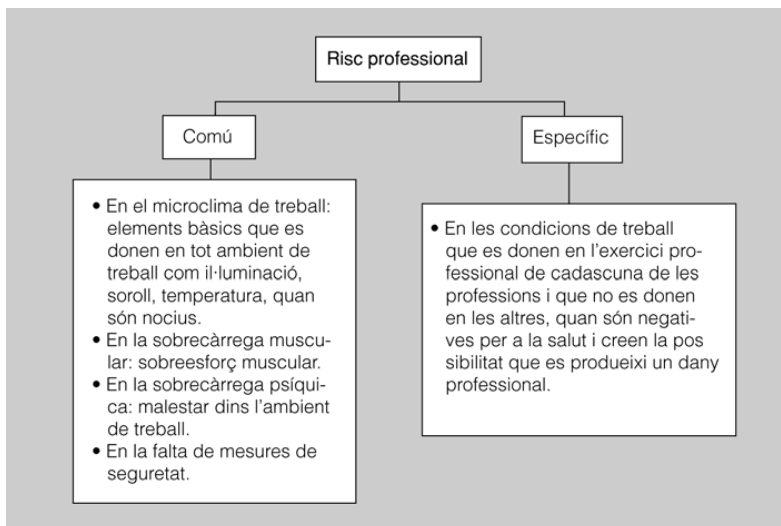 Risc professional
Comú
Específic
• En el microclima de treball:
elements bàsics que es
donen en tot ambient de
treball com il·luminació,
soroll, temperatura, quan
són nocius.
• En la sobrecàrrega muscu-
lar: sobreesforç muscular.
• En la sobrecàrrega psíqui-
ca: malestar dins l'ambient
de treball.
• En la falta de mesures de
seguretat.
• En les condicions de treball
que es donen en l'exercici pro-
fessional de cadascuna de les
professions i que no es donen
en les altres, quan són negati-
ves per a la salut i creen la pos
sibilitat que es produeixi un dany
professional.